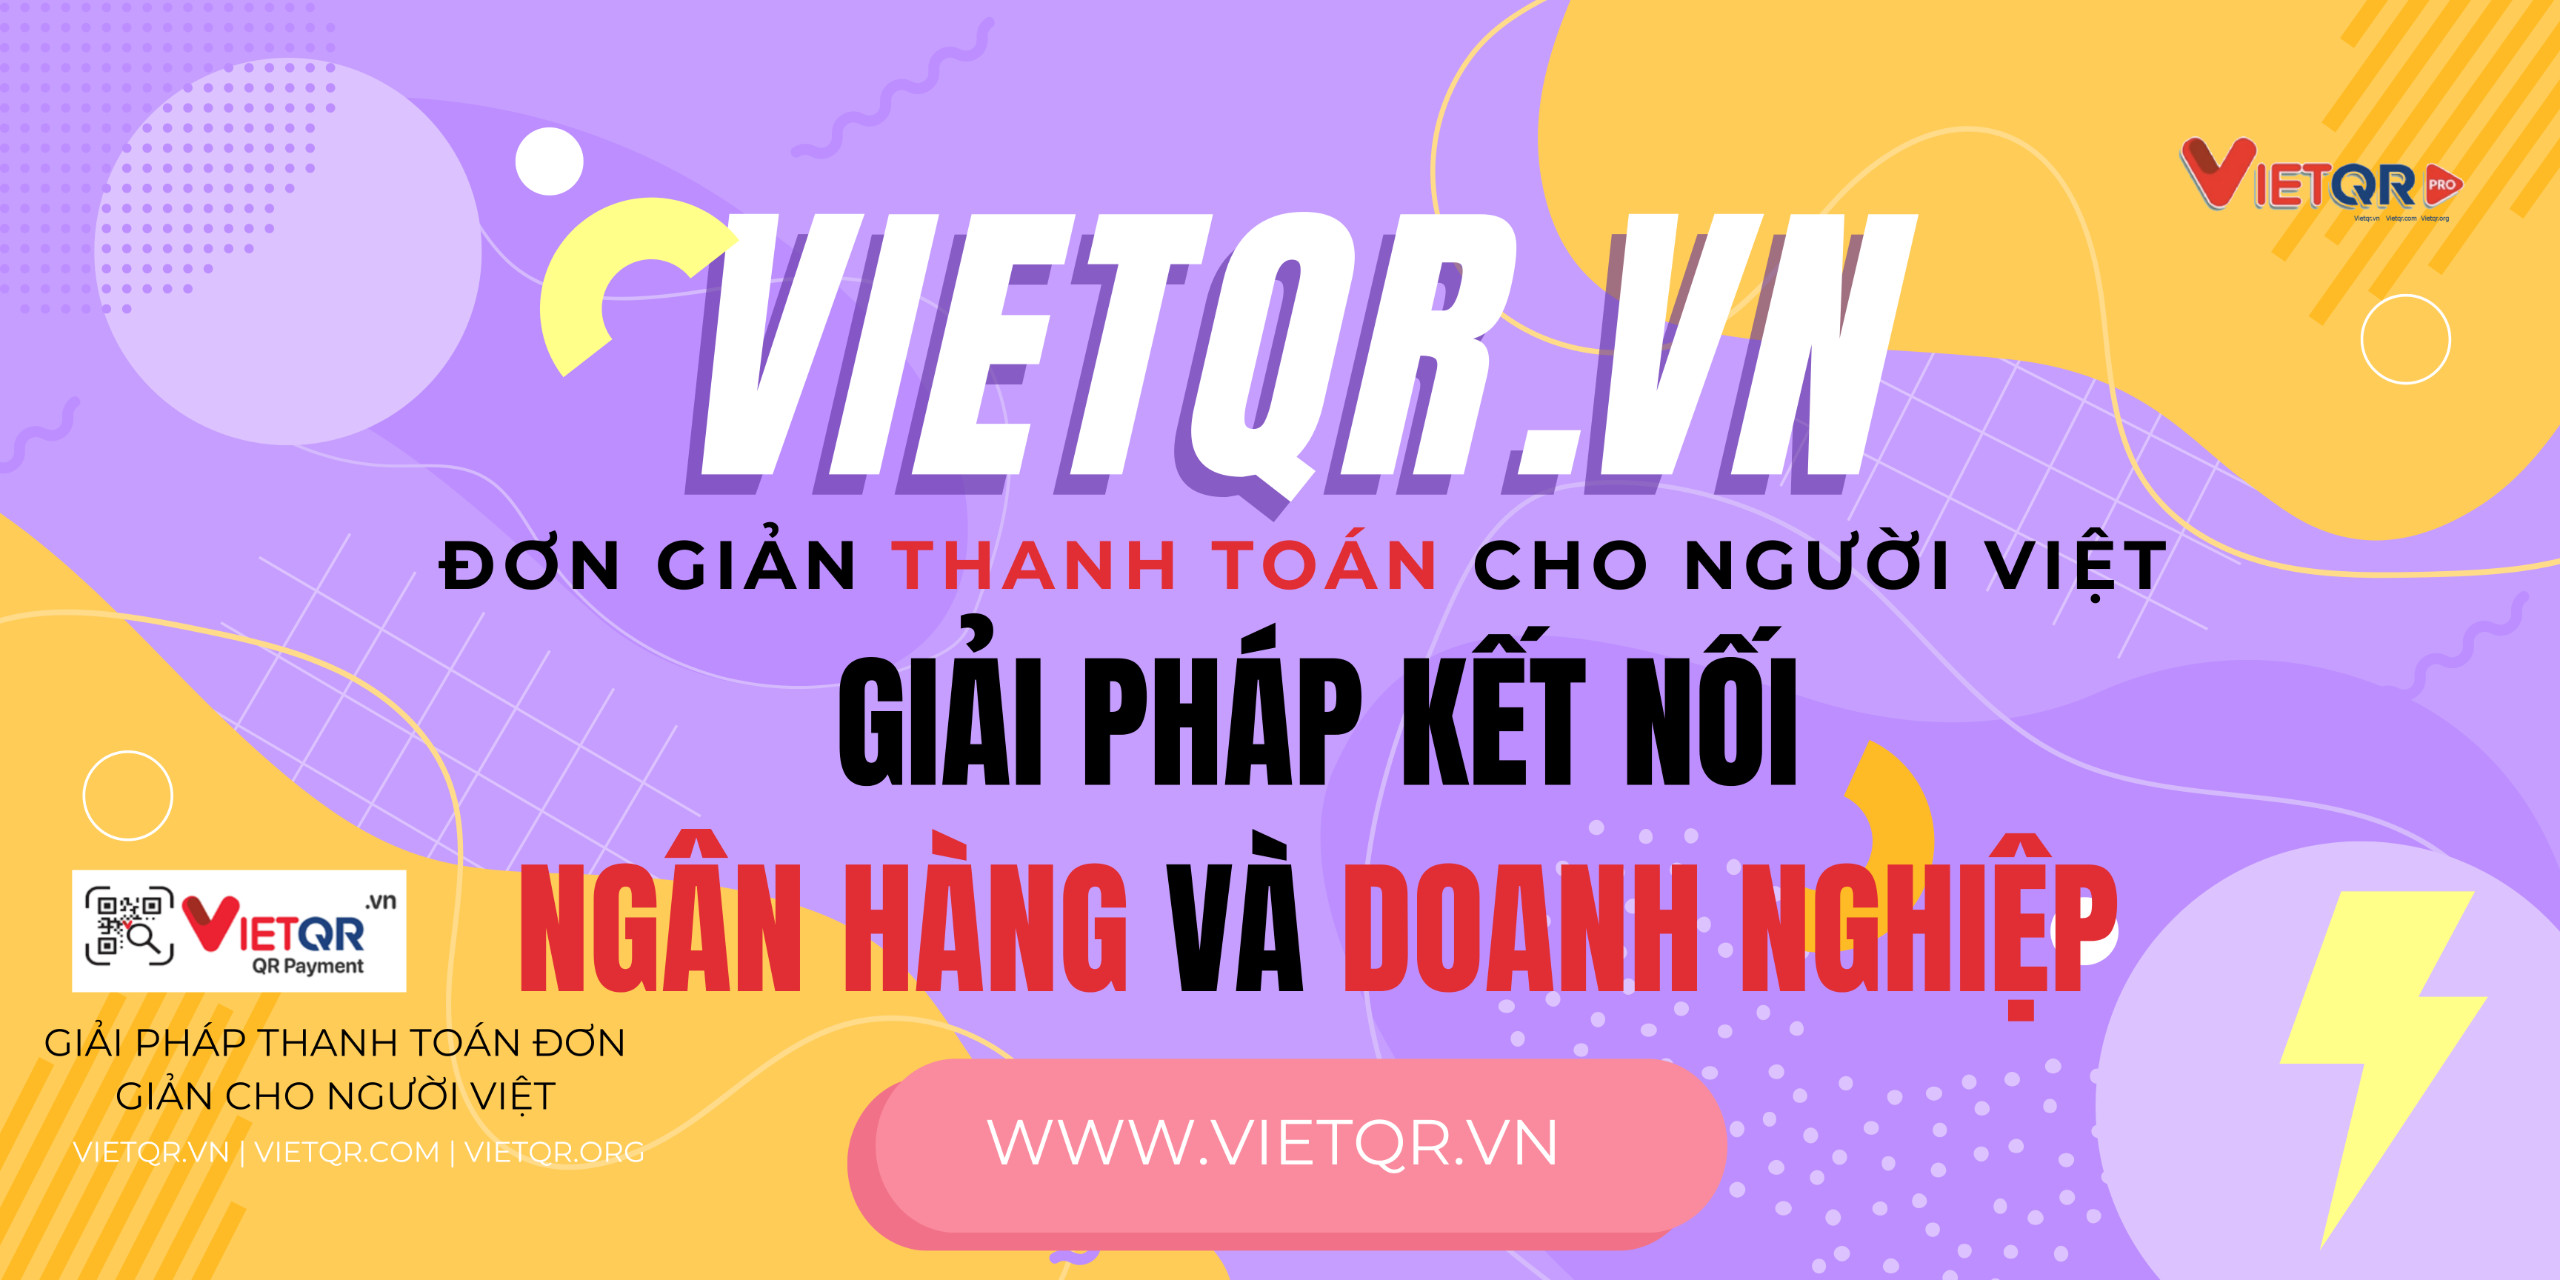 VIETQR.VN
VIETQR PRO
Vietqr.vn Vietqr.com Vietqr.org
ĐƠN GIẢN THANH TOÁN CHO NGƯỜI VIỆT
GIẢI PHÁP KẾT NỐI
NGÂN HÀNG VÀ DOANH NGHIỆP
VIETQR.vn
QR Payment
GIẢI PHÁP THANH TOÁN ĐƠN
GIẢN CHO NGƯỜI VIỆT
VIETQR.VN | VIETQR.COM | VIETQR.ORG
WWW.VIETQR.VN